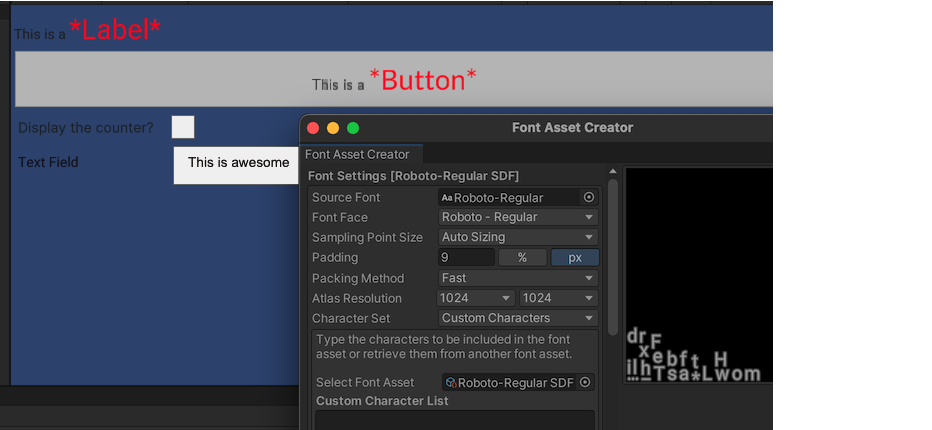 This is a *Label*
This is a *Button*
Display the counter?
Text Field
This is awesome
Font Asset Creator
Font Asset Creator
Font Settings [Roboto-Regular SDF]
Source Font Aa Roboto-Regular
Font Face Roboto - Regular
Sampling Point Size Auto Sizing
Padding 9 % px
Packing Method Fast
Atlas Resolution 1024 1024
Character Set Custom Characters
Type the characters to be included in the font
asset or retrieve them from another font asset.
Select Font Asset Roboto-Regular SDF
Custom Character List
dr F
x e b f t . H
i l h T s a * L w o m